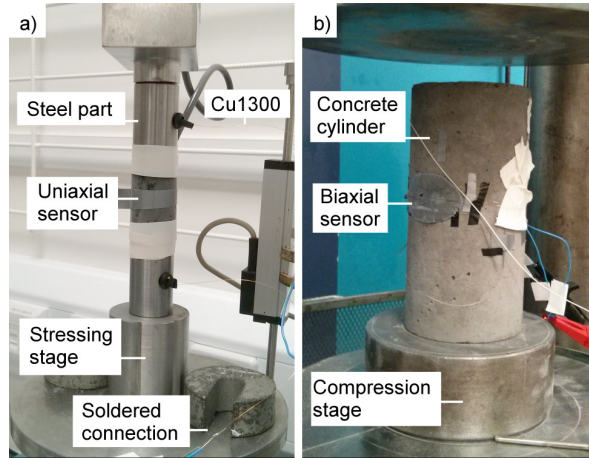 a)
Steel part
Cu1300
Uniaxial
sensor
Stressing
stage
Soldered
connection
b)
Concrete
cylinder
Biaxial
sensor
Compression
stage